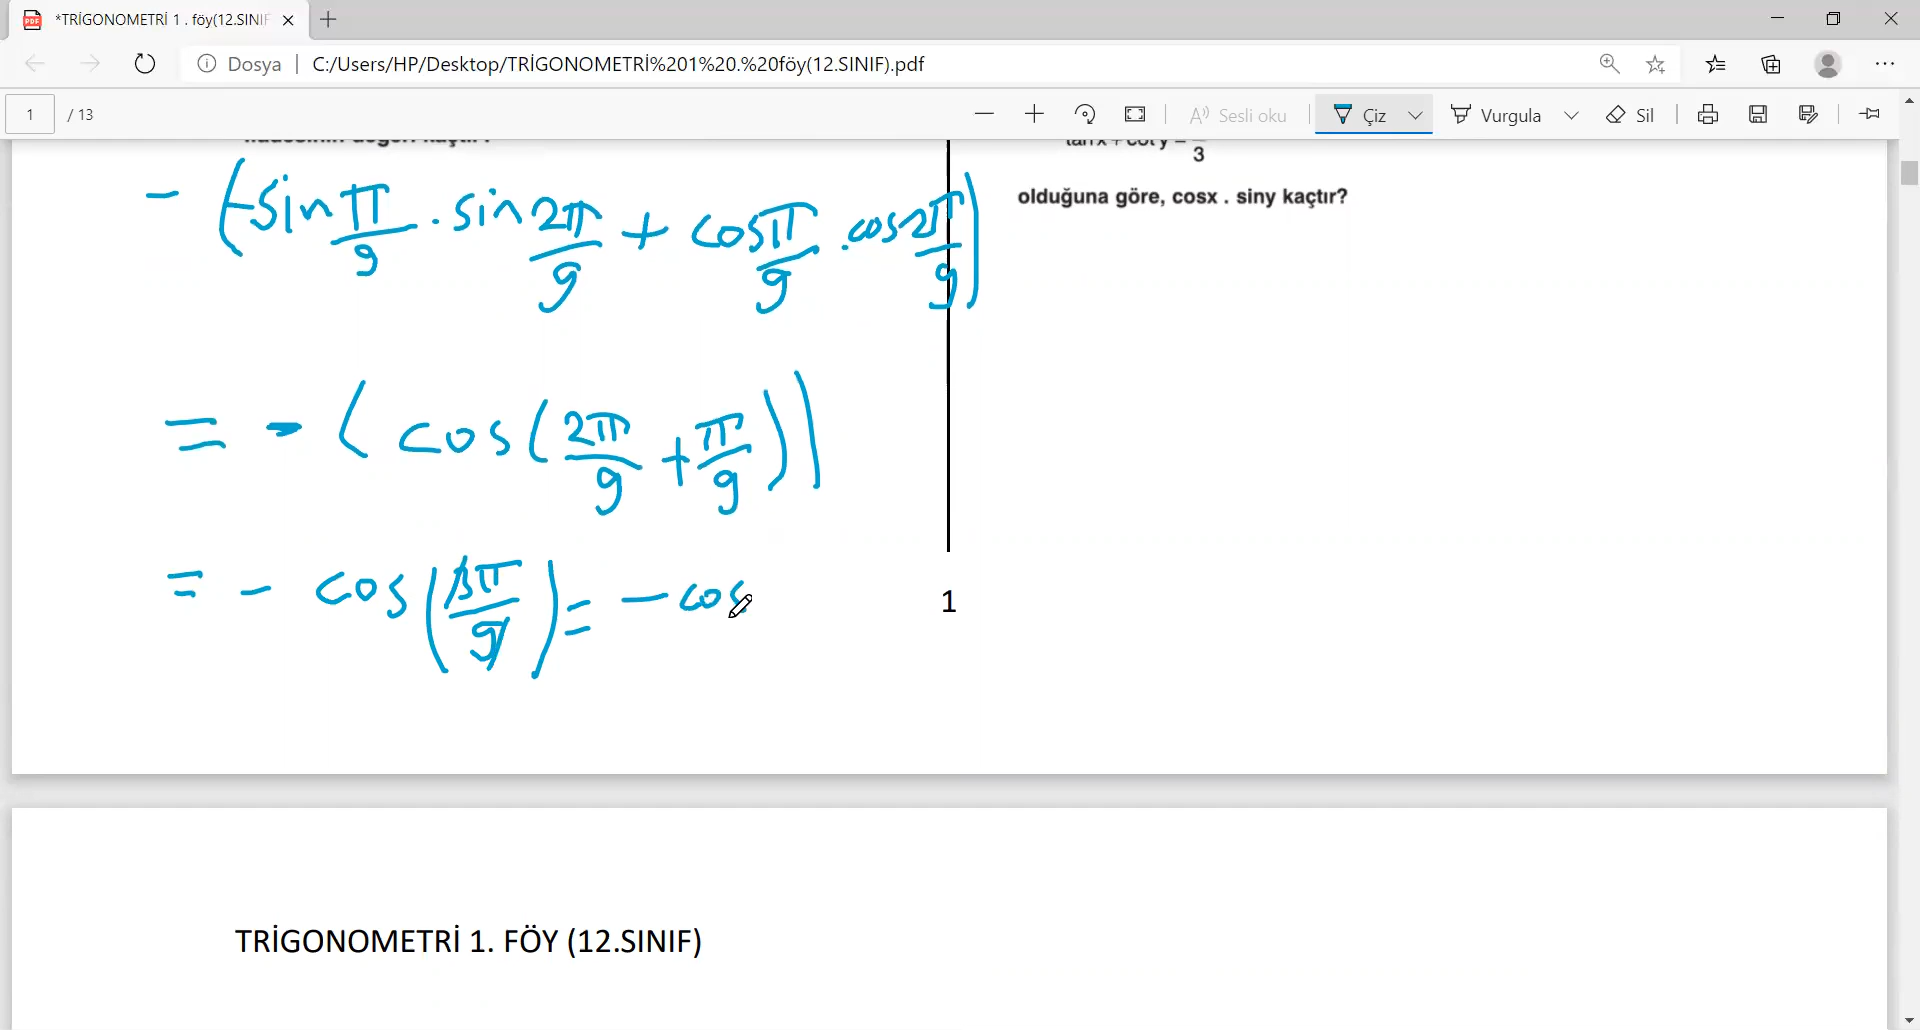 *TRİGONOMETRİ 1 . föy(12.SINIF
Dosya | C:/Users/HP/Desktop/TRİGONOMETRİ%201%20.%20föy(12.SINIF).pdf
1 / 13
Sesli oku
Çiz
Vurgula
Sil
- (-sin π/9 . sin 2π/9 + cos π/9 . cos 2π/9)
= - (cos(2π/9 + π/9))
= - cos(3π/9) = - cos
3
olduğuna göre, cosx . siny kaçtır?
1
TRİGONOMETRİ 1. FÖY (12.SINIF)